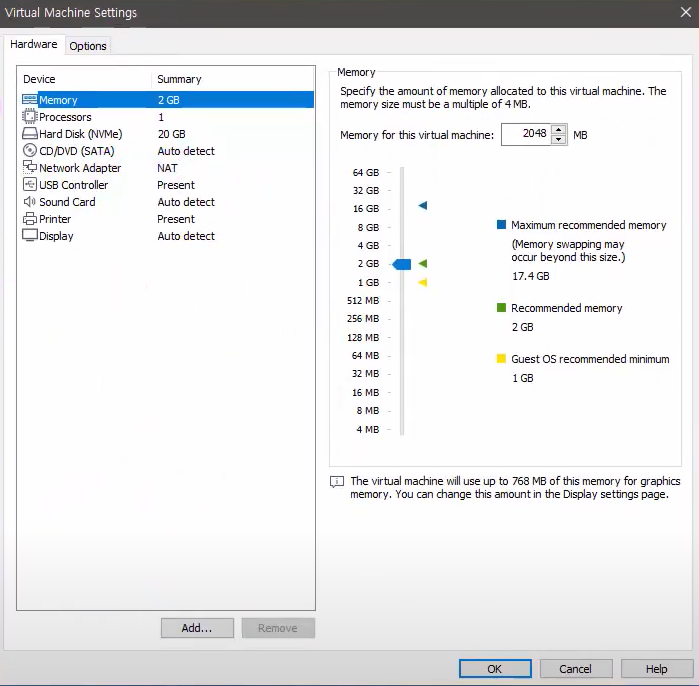 Virtual Machine Settings
Hardware
Options
Device Summary
Memory 2 GB
Processors 1
Hard Disk (NVMe) 20 GB
CD/DVD (SATA) Auto detect
Network Adapter NAT
USB Controller Present
Sound Card Auto detect
Printer Present
Display Auto detect
Add...
Remove
Memory
Specify the amount of memory allocated to this virtual machine. The
memory size must be a multiple of 4 MB.
Memory for this virtual machine: 2048 MB
64 GB
32 GB
16 GB
8 GB
4 GB
2 GB
1 GB
512 MB
256 MB
128 MB
64 MB
32 MB
16 MB
8 MB
4 MB
Maximum recommended memory
(Memory swapping may
occur beyond this size.)
17.4 GB
Recommended memory
2 GB
Guest OS recommended minimum
1 GB
The virtual machine will use up to 768 MB of this memory for graphics
memory. You can change this amount in the Display settings page.
OK
Cancel
Help